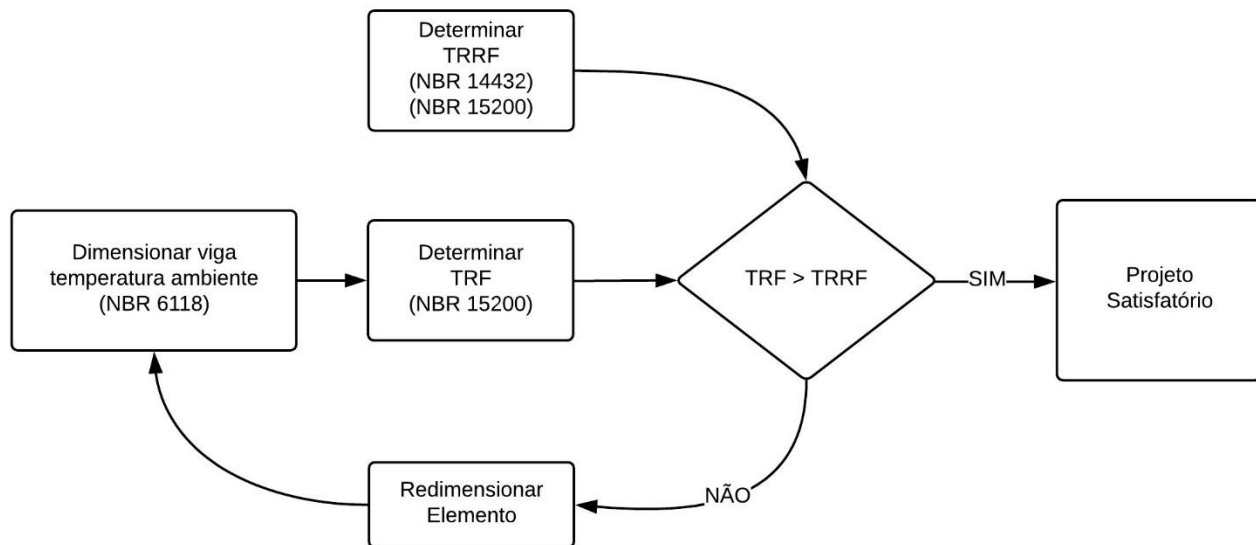 Determinar
TRRF
(NBR 14432)
(NBR 15200)
Dimensionar viga
temperatura ambiente
(NBR 6118)
Determinar
TRF
(NBR 15200)
TRF > TRRF
SIM
Projeto
Satisfatório
NÃO
Redimensionar
Elemento